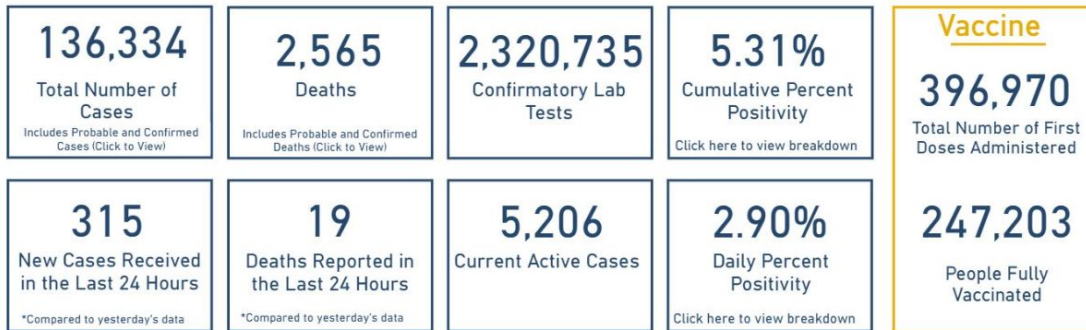 136,334
Total Number of
Cases
Includes Probable and Confirmed
Cases (Click to View)
2,565
Deaths
Includes Probable and Confirmed
Deaths (Click to View)
2,320,735
Confirmatory Lab
Tests
5.31%
Cumulative Percent
Positivity
Click here to view breakdown
315
New Cases Received
in the Last 24 Hours
*Compared to yesterday's data
19
Deaths Reported in
the Last 24 Hours
*Compared to yesterday's data
5,206
Current Active Cases
2.90%
Daily Percent
Positivity
Click here to view breakdown
Vaccine
396,970
Total Number of First
Doses Administered
247,203
People Fully
Vaccinated